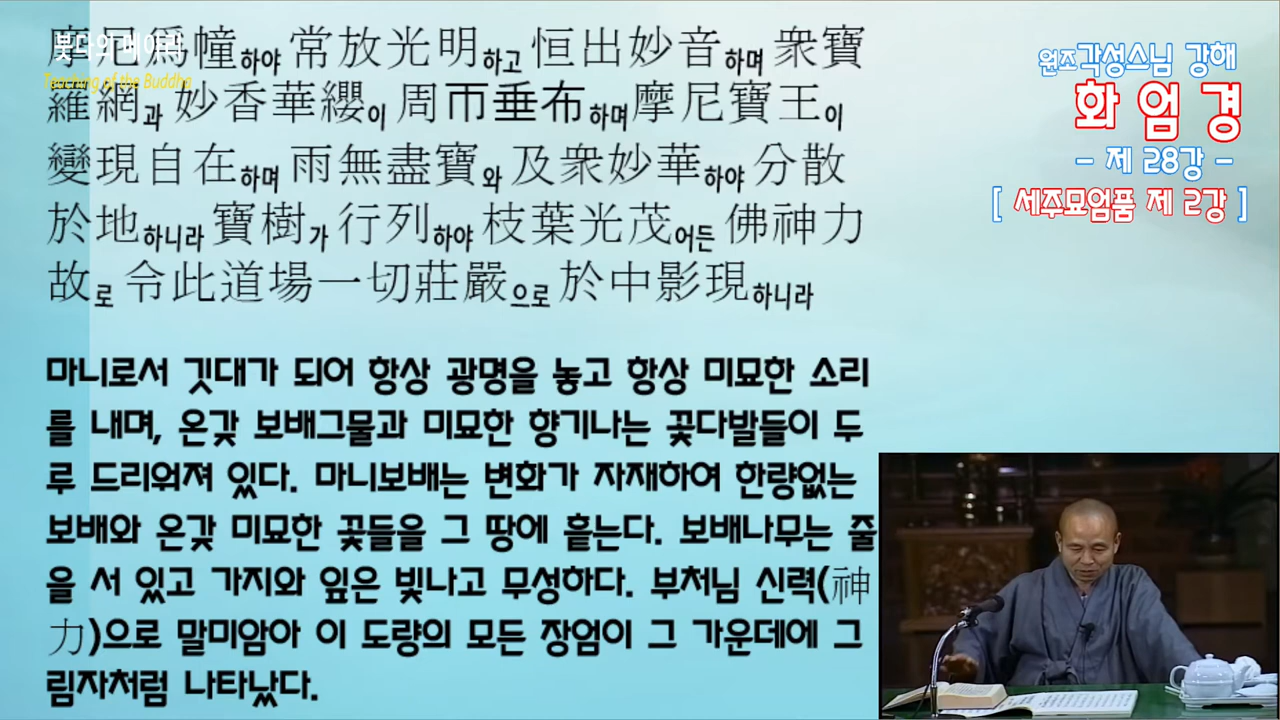 摩尼爲幢하야 常放光明하고 恒出妙音하며 衆寶
羅網과 妙香華纓이 周帀垂布하며 摩尼寶王이
變現自在하며 雨無盡寶와 及衆妙華하야 分散
於地하니라 寶樹가 行列하야 枝葉光茂어든 佛神力
故로 令此道場一切莊嚴으로 於中影現하니라
마니로서 깃대가 되어 항상 광명을 놓고 항상 미묘한 소리
를 내며, 온갖 보배그물과 미묘한 향기나는 꽃다발들이 두
루 드리워져 있다. 마니보배는 변화가 자재하여 한량없는
보배와 온갖 미묘한 꽃들을 그 땅에 흩는다. 보배나무는 줄
을 서 있고 가지와 잎은 빛나고 무성하다. 부처님 신력(神
力)으로 말미암아 이 도량의 모든 장엄이 그 가운데에 그
림자처럼 나타났다.
붓다의 메아리
Teaching of the Buddha
원조각성스님 강해
화엄경
- 제 28강 -
[ 세주묘엄품 제 2강 ]